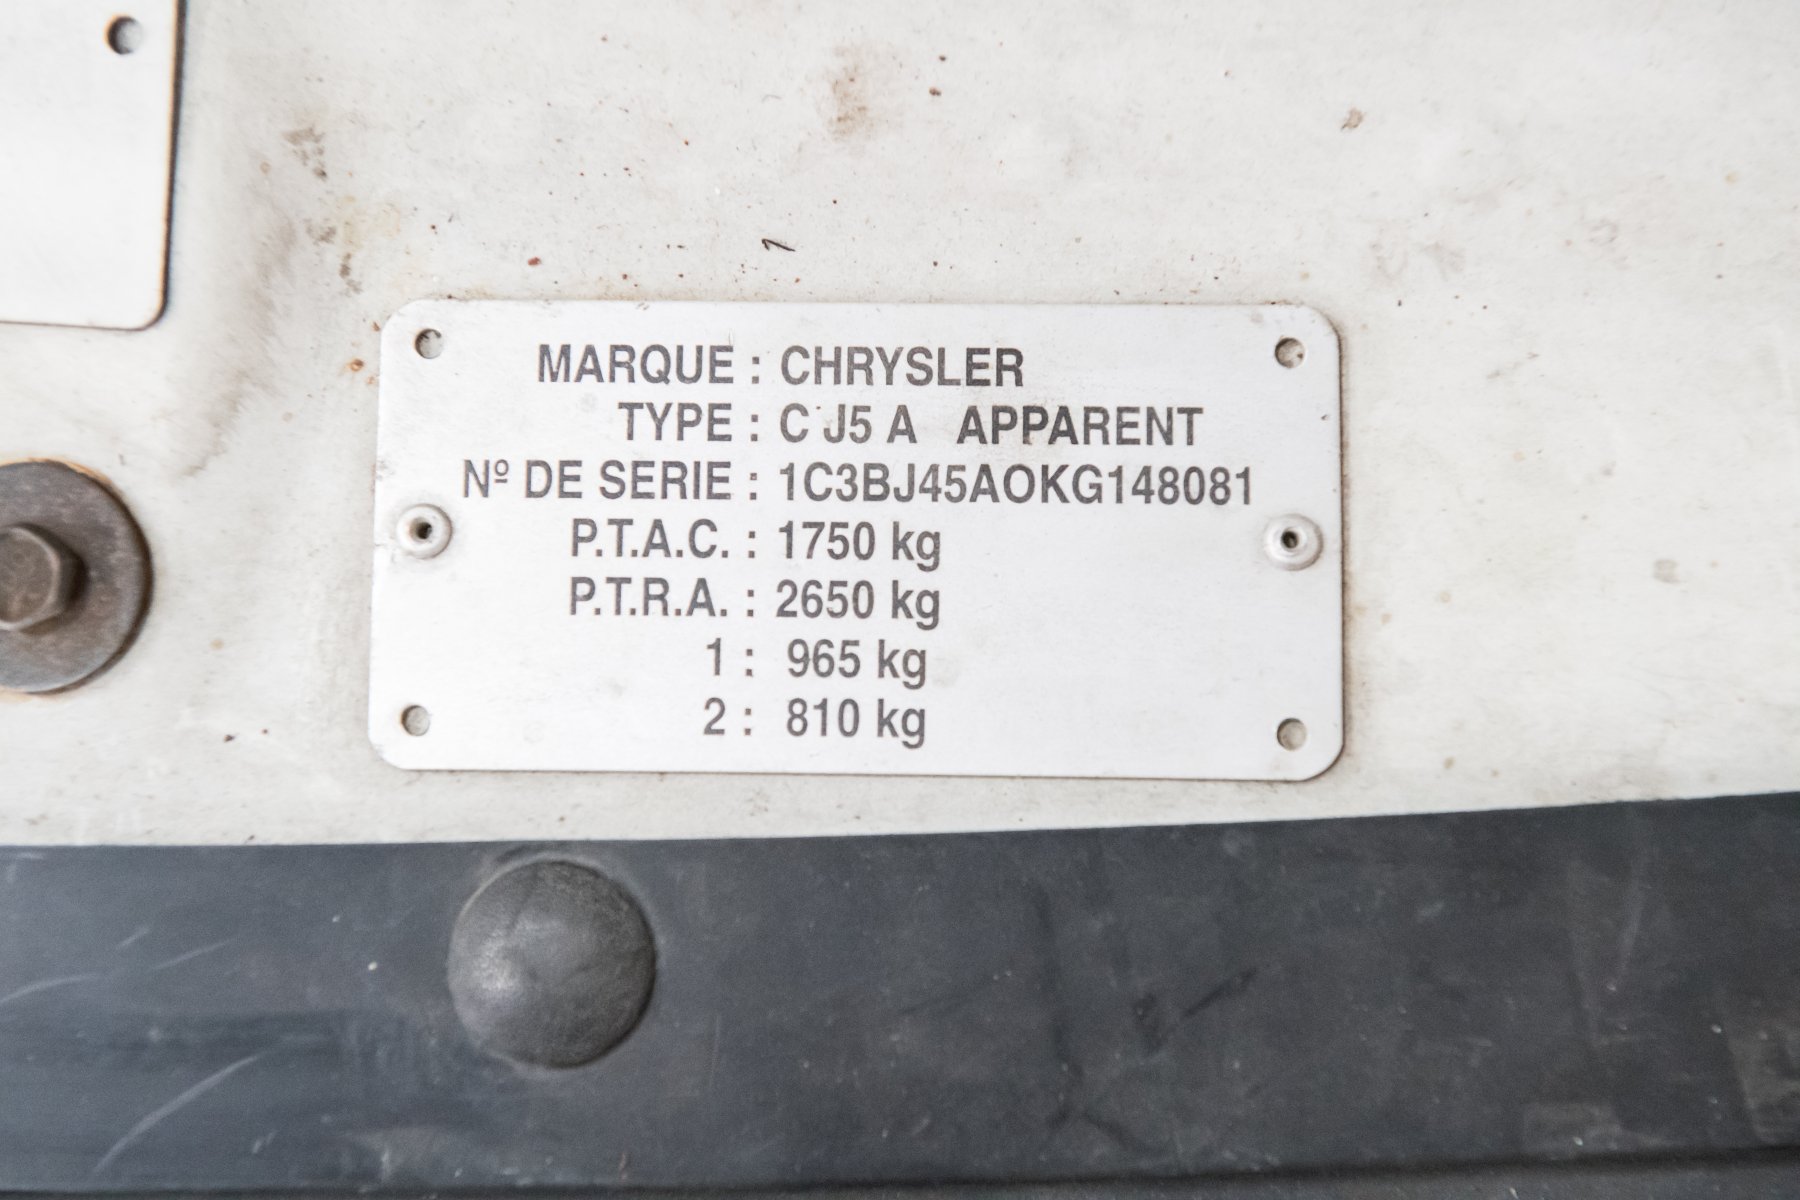 MARQUE : CHRYSLER
TYPE : C J5 A APPARENT
Nº DE SERIE : 1C3BJ45AOKG148081
P.T.A.C. : 1750 kg
P.T.R.A. : 2650 kg
1 : 965 kg
2 : 810 kg